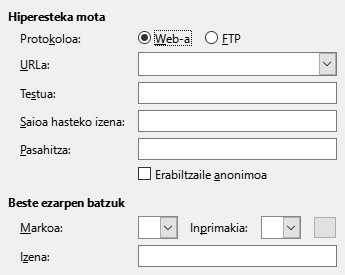 Hiperesteka mota
Protokoloa: Web-a FTP
URLa:
Testua:
Saioa hasteko izena:
Pasahitza:
Erabiltzaile anonimoa
Beste ezarpen batzuk
Markoa: Inprimakia:
Izena: